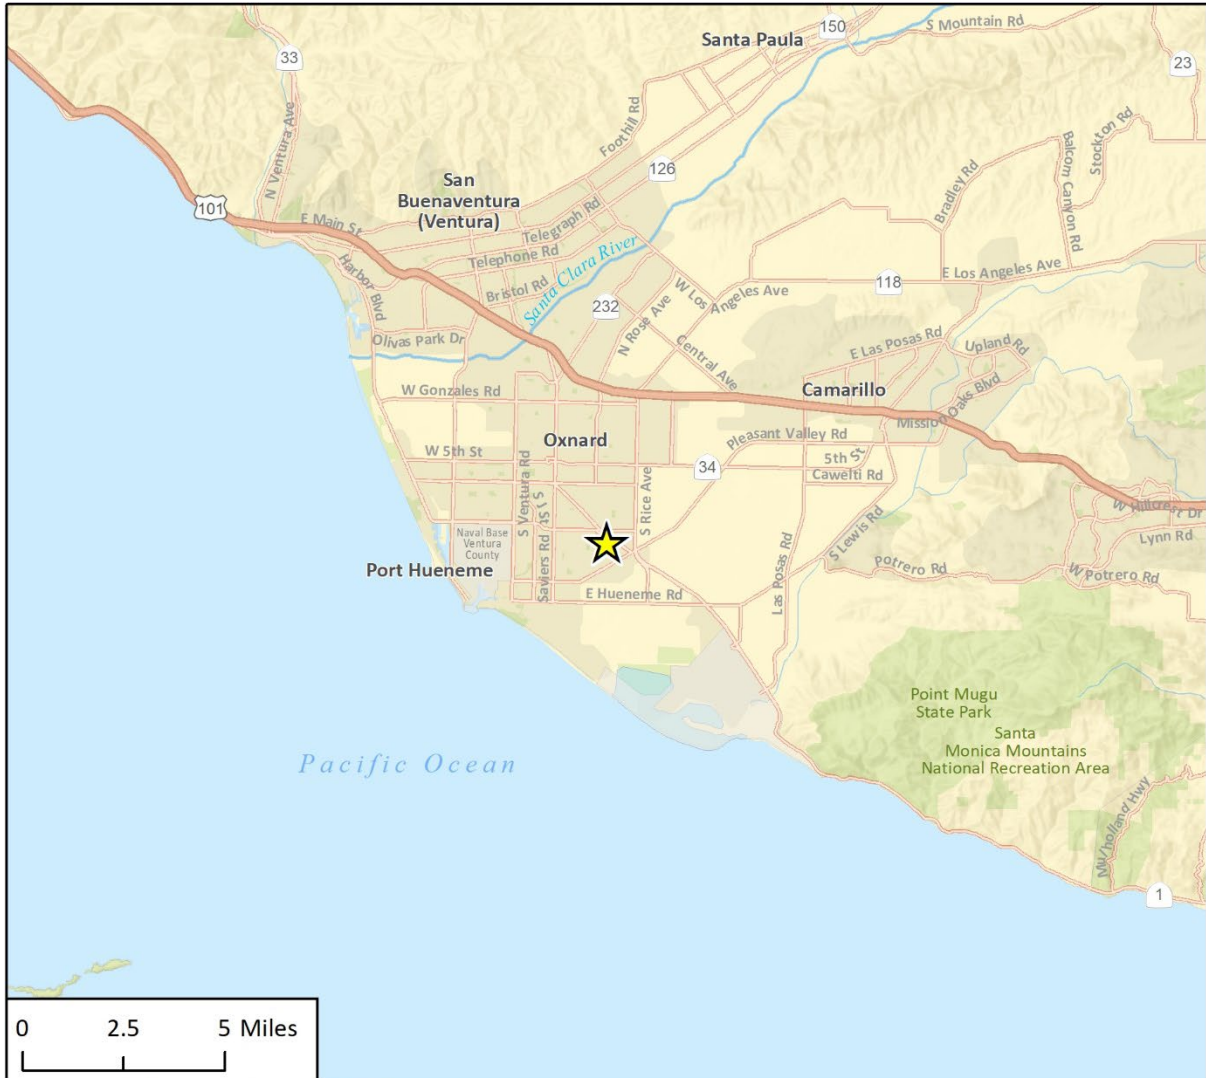 150
S Mountain Rd
Santa Paula
33
23
Foothill Rd
Stockton Rd
N Ventura Ave
Balcom Canyon Rd
126
Bradley Rd
San
Buenaventura
(Ventura)
101
E Main St
Telegraph Rd
Telephone Rd
Santa Clara River
Harbor Blvd
E Los Angeles Ave
118
W Los Angeles Ave
Bristol Rd
232
N Rose Ave
Olivas Park Dr
E Las Posas Rd
Upland Rd
Central Ave
W Gonzales Rd
Camarillo
Mission Oaks Blvd
Oxnard
Pleasant Valley Rd
W 5th St
5th St
34
Cawelti Rd
S Ventura Rd
S J St
S Rice Ave
W Hillcrest Dr
Naval Base
Ventura
County
Lynn Rd
S Lewis Rd
Port Hueneme
Saviers Rd
Las Posas Rd
Potrero Rd
W Potrero Rd
E Hueneme Rd
Point Mugu
State Park
Santa
Monica Mountains
National Recreation Area
Pacific Ocean
Mulholland Hwy
1
0 2.5 5 Miles